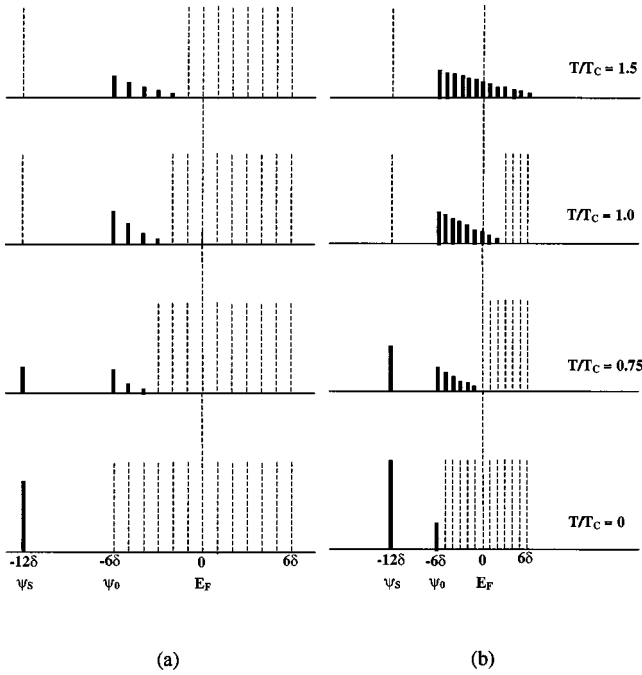 T/T_C = 1.5
T/T_C = 1.0
T/T_C = 0.75
T/T_C = 0
-12δ -6δ 0 6δ
ψ_S ψ_0 E_F
-12δ -6δ 0 6δ
ψ_S ψ_0 E_F
(a) (b)